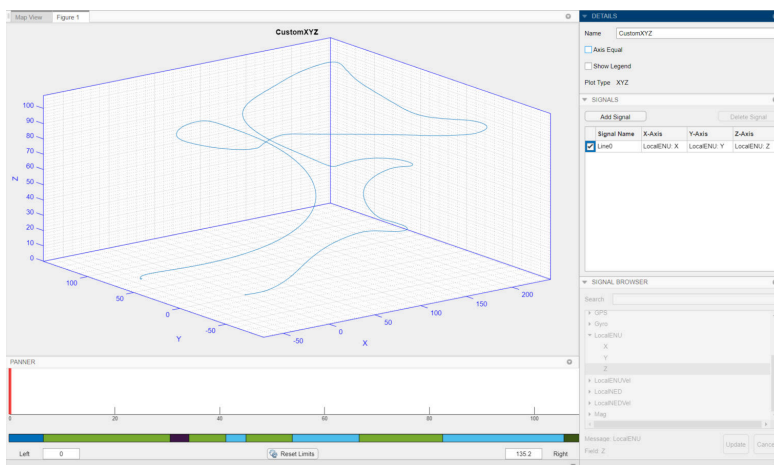 Map View Figure 1
CustomXYZ
100
90
80
70
60
50
40
30
20
10
0
Z
100
50
0
-50
Y
-50
0
50
100
150
200
X
PANNER
0 20 40 60 80 100
Left 0 Reset Limits 135.2 Right
DETAILS
Name CustomXYZ
Axis Equal
Show Legend
Plot Type XYZ
SIGNALS
Add Signal Delete Signal
Signal Name X-Axis Y-Axis Z-Axis
Line0 LocalENU: X LocalENU: Y LocalENU: Z
SIGNAL BROWSER
Search
GPS
Gyro
LocalENU
X
Y
Z
LocalENUVel
LocalNED
LocalNEDVel
Mag
Message: LocalENU
Field: Z
Update